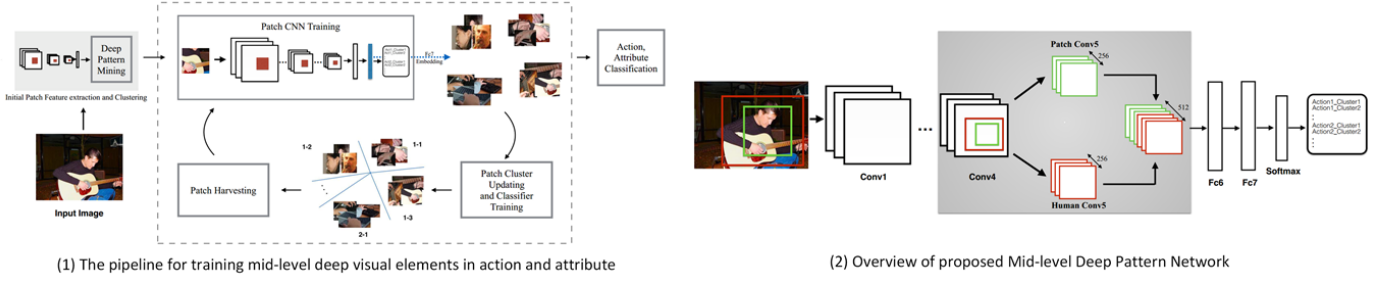 Patch CNN Training
Deep
Pattern
Mining
Initial Patch Feature extraction and Clustering
Fc7
Embedding
Action,
Attribute
Classification
Input Image
Patch Harvesting
1-2
1-1
1-3
2-1
Patch Cluster
Updating
and Classifier
Training
(1) The pipeline for training mid-level deep visual elements in action and attribute
Patch Conv5
256
512
Conv1
Conv4
256
Human Conv5
Fc6
Fc7
Softmax
Action1_Cluster1
Action1_Cluster2
Action2_Cluster1
Action2_Cluster2
(2) Overview of proposed Mid-level Deep Pattern Network